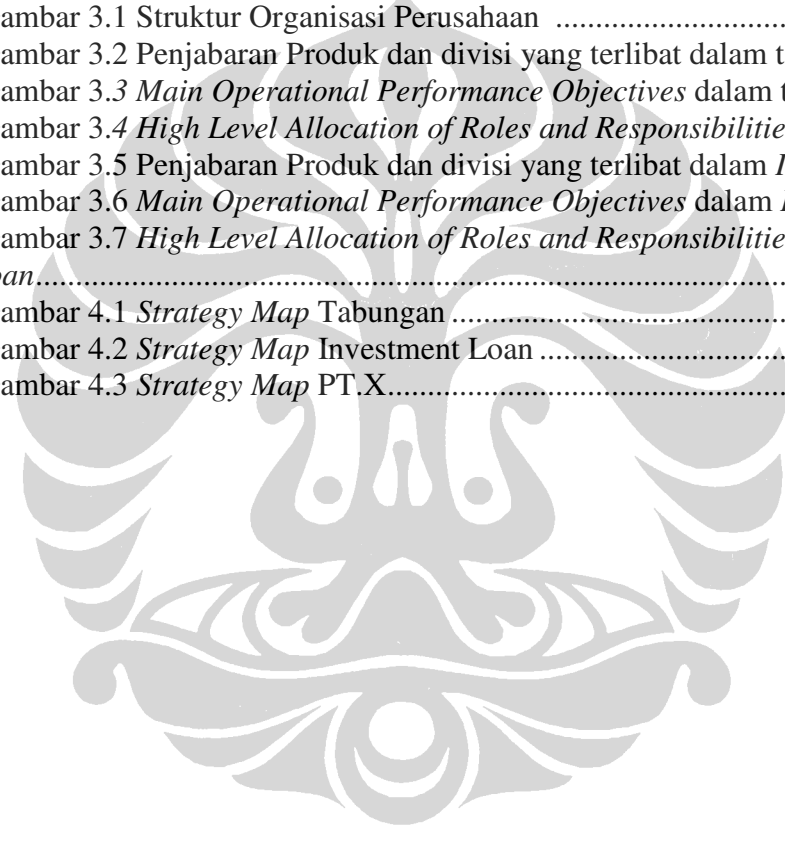 ambar 3.1 Struktur Organisasi Perusahaan ..............................
ambar 3.2 Penjabaran Produk dan divisi yang terlibat dalam t
ambar 3.3 Main Operational Performance Objectives dalam t
ambar 3.4 High Level Allocation of Roles and Responsibilitie
ambar 3.5 Penjabaran Produk dan divisi yang terlibat dalam I
ambar 3.6 Main Operational Performance Objectives dalam
ambar 3.7 High Level Allocation of Roles and Responsibilitie
an....................................................................................................
ambar 4.1 Strategy Map Tabungan ............................................
ambar 4.2 Strategy Map Investment Loan .................................
ambar 4.3 Strategy Map PT.X....................................................